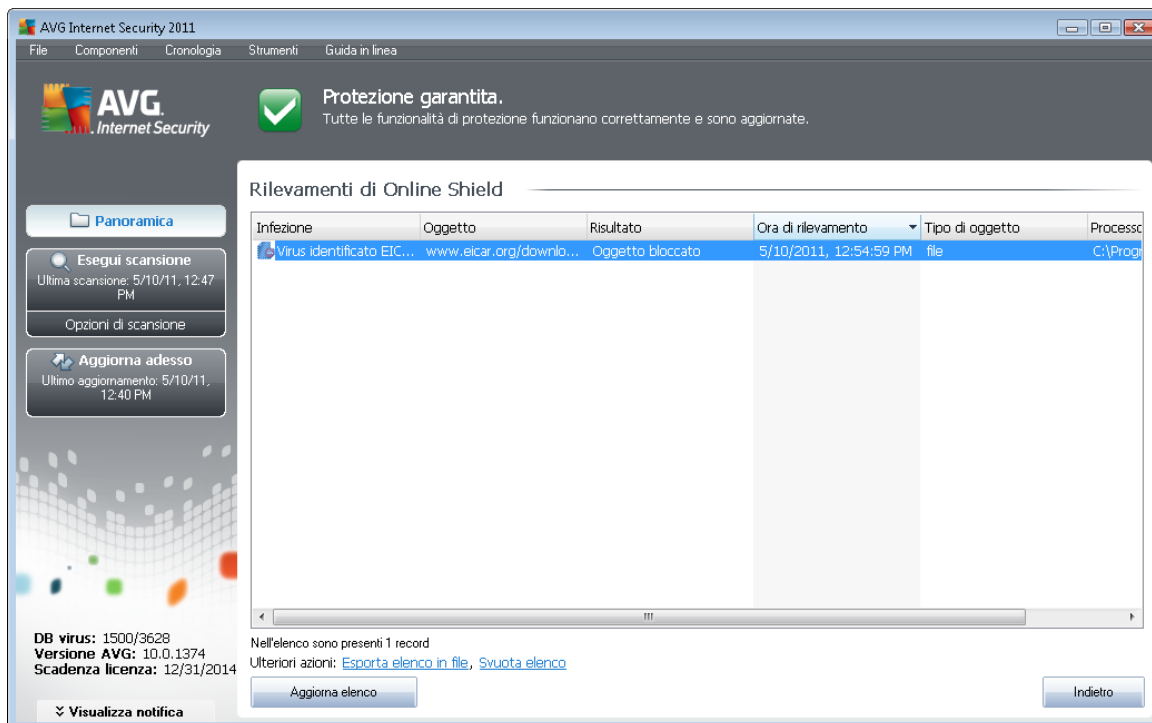 AVG Internet Security 2011
File Componenti Cronologia Strumenti Guida in linea
AVG.
Internet Security
Protezione garantita.
Tutte le funzionalità di protezione funzionano correttamente e sono aggiornate.
Panoramica
Esegui scansione
Ultima scansione: 5/10/11, 12:47
PM
Opzioni di scansione
Aggiorna adesso
Ultimo aggiornamento: 5/10/11,
12:40 PM
DB virus: 1500/3628
Versione AVG: 10.0.1374
Scadenza licenza: 12/31/2014
Visualizza notifica
Rilevamenti di Online Shield
Infezione Oggetto Risultato Ora di rilevamento Tipo di oggetto Processo
Virus identificato EIC... www.eicar.org/downlo... Oggetto bloccato 5/10/2011, 12:54:59 PM file C:\Progr
Nell'elenco sono presenti 1 record
Ulteriori azioni: Esporta elenco in file, Svuota elenco
Aggiorna elenco Indietro